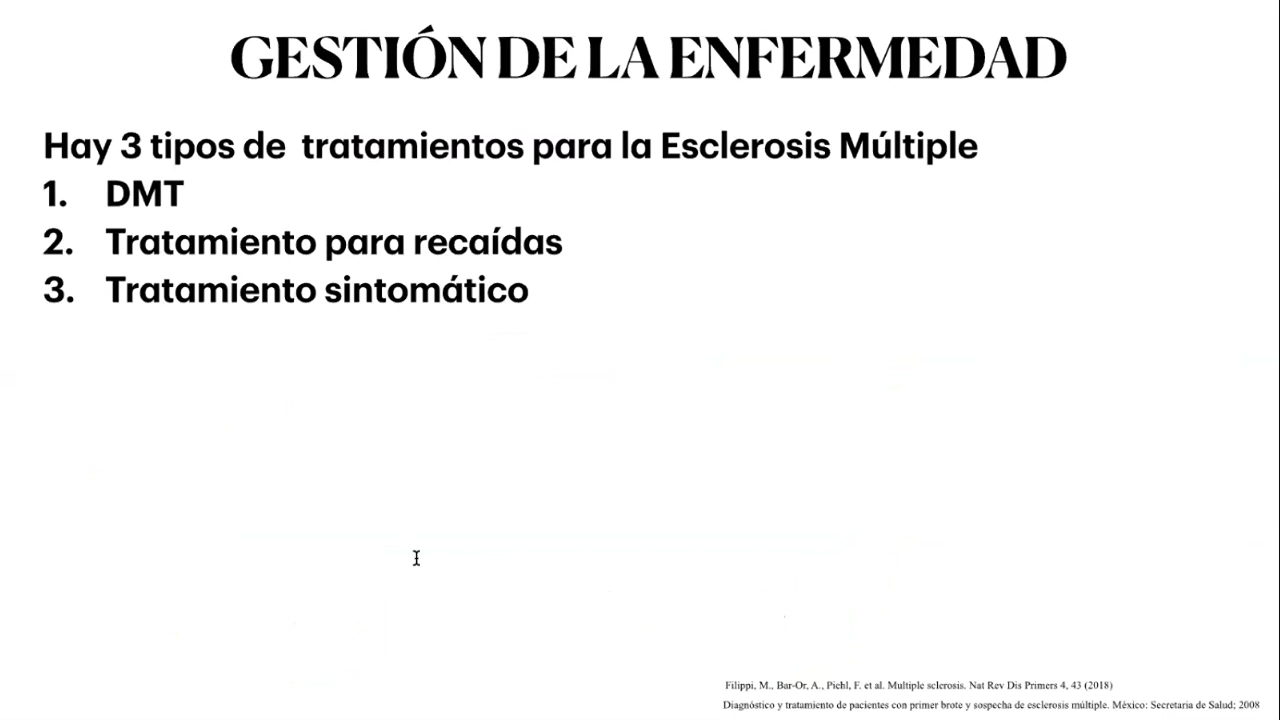 GESTIÓN DE LA ENFERMEDAD
Hay 3 tipos de tratamientos para la Esclerosis Múltiple
1. DMT
2. Tratamiento para recaídas
3. Tratamiento sintomático
Filippi, M., Bar-Or, A., Piehl, F. et al. Multiple sclerosis. Nat Rev Dis Primers 4, 43 (2018)
Diagnóstico y tratamiento de pacientes con primer brote y sospecha de esclerosis múltiple. México: Secretaria de Salud; 2008